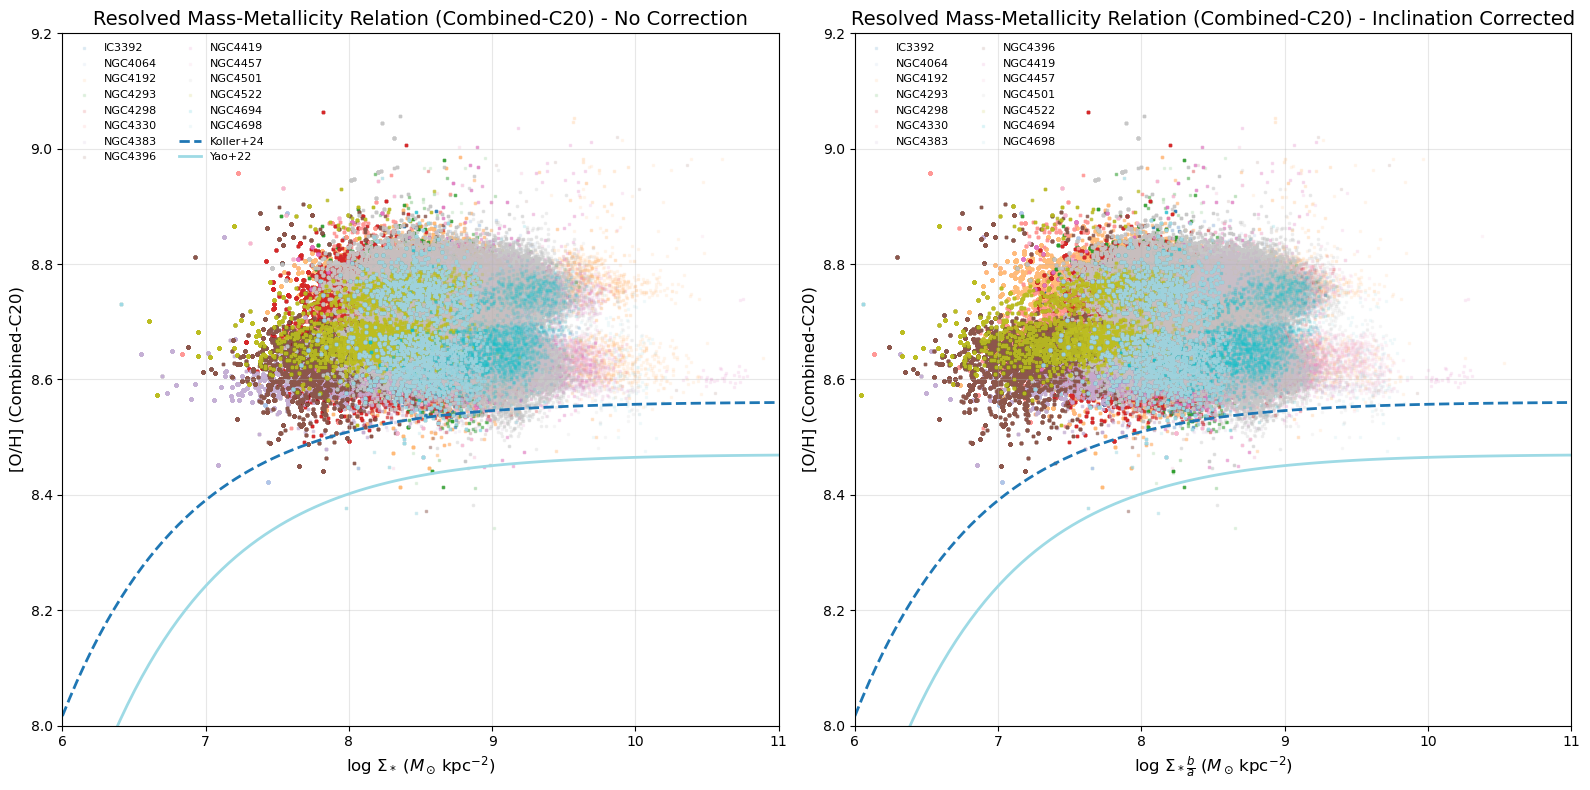 Resolved Mass-Metallicity Relation (Combined-C20) - No Correction
[O/H] (Combined-C20)
9.2
9.0
8.8
8.6
8.4
8.2
8.0
IC3392
NGC4064
NGC4192
NGC4293
NGC4298
NGC4330
NGC4383
NGC4396
NGC4419
NGC4457
NGC4501
NGC4522
NGC4694
NGC4698
Koller+24
Yao+22
6 7 8 9 10 11
log Σ* (M⊙ kpc⁻²)
Resolved Mass-Metallicity Relation (Combined-C20) - Inclination Corrected
[O/H] (Combined-C20)
9.2
9.0
8.8
8.6
8.4
8.2
8.0
IC3392
NGC4064
NGC4192
NGC4293
NGC4298
NGC4330
NGC4383
NGC4396
NGC4419
NGC4457
NGC4501
NGC4522
NGC4694
NGC4698
6 7 8 9 10 11
log Σ* b/a (M⊙ kpc⁻²)